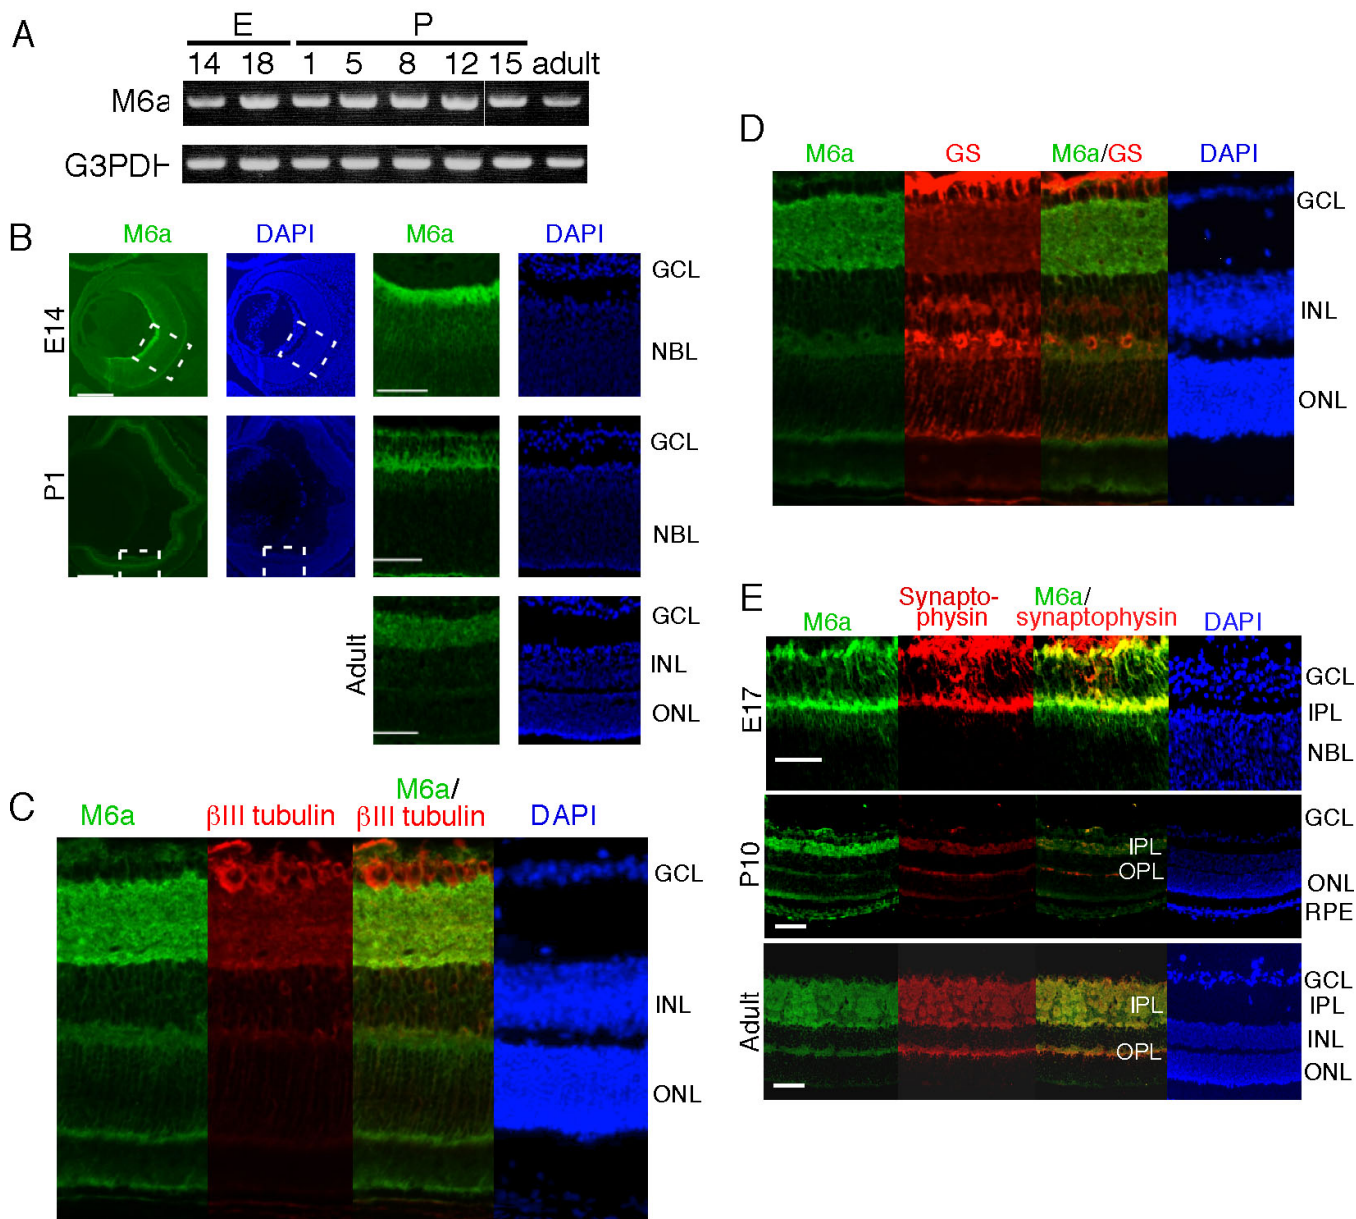 A
E P
14 18 1 5 8 12 15 adult
M6a
G3PDH
B
M6a DAPI M6a DAPI
E14
GCL
NBL
P1
GCL
NBL
Adult
GCL
INL
ONL
C
M6a βIII tubulin M6a/ βIII tubulin DAPI
GCL
INL
ONL
D
M6a GS M6a/GS DAPI
GCL
INL
ONL
E
M6a Synapto-physin M6a/ synaptophysin DAPI
E17
GCL
IPL
NBL
P10
IPL
OPL
GCL
ONL
RPE
Adult
IPL
OPL
GCL
IPL
INL
ONL